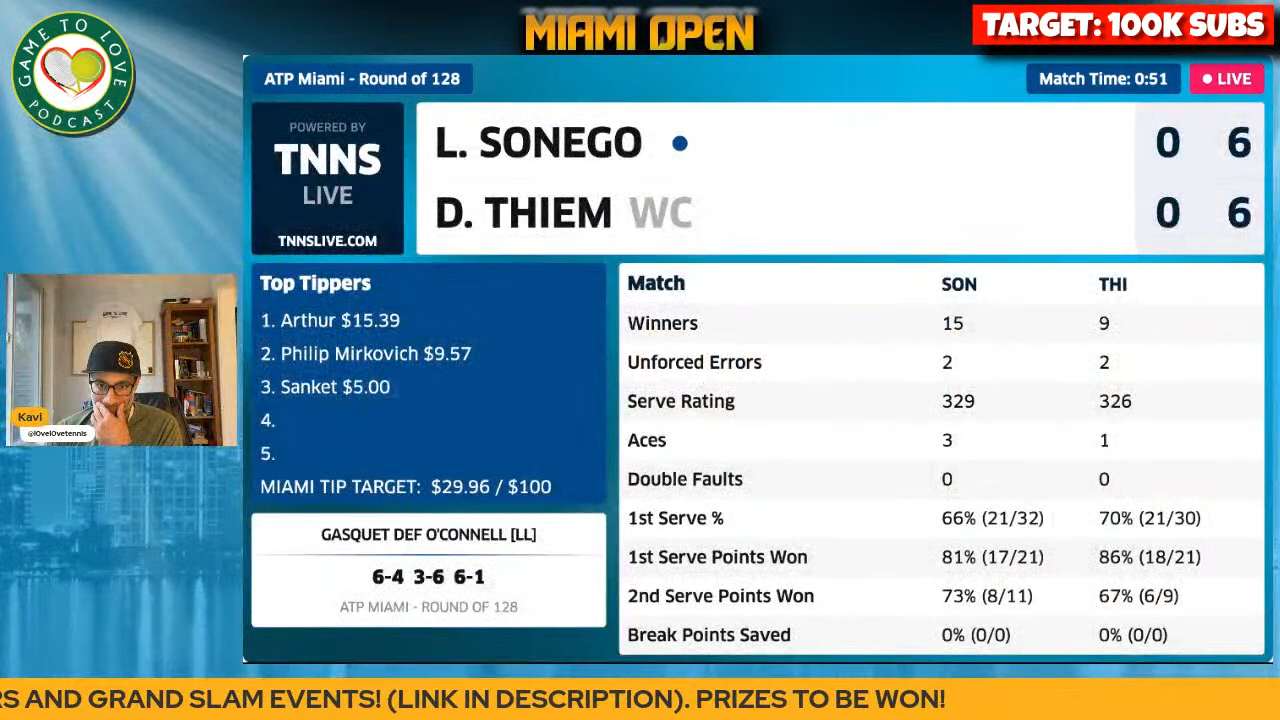 GAME TO LOVE
PODCAST
MIAMI OPEN
TARGET: 100K SUBS
ATP Miami - Round of 128
Match Time: 0:51
LIVE
POWERED BY
TNNS
LIVE
TNNSLIVE.COM
L. SONEGO 0 6
D. THIEM WC 0 6
Top Tippers
1. Arthur $15.39
2. Philip Mirkovich $9.57
3. Sanket $5.00
4.
5.
MIAMI TIP TARGET: $29.96 / $100
GASQUET DEF O'CONNELL [LL]
6-4 3-6 6-1
ATP MIAMI - ROUND OF 128
Match SON THI
Winners 15 9
Unforced Errors 2 2
Serve Rating 329 326
Aces 3 1
Double Faults 0 0
1st Serve % 66% (21/32) 70% (21/30)
1st Serve Points Won 81% (17/21) 86% (18/21)
2nd Serve Points Won 73% (8/11) 67% (6/9)
Break Points Saved 0% (0/0) 0% (0/0)
Kavi
@l0vel0vetennis
RS AND GRAND SLAM EVENTS! (LINK IN DESCRIPTION). PRIZES TO BE WON!